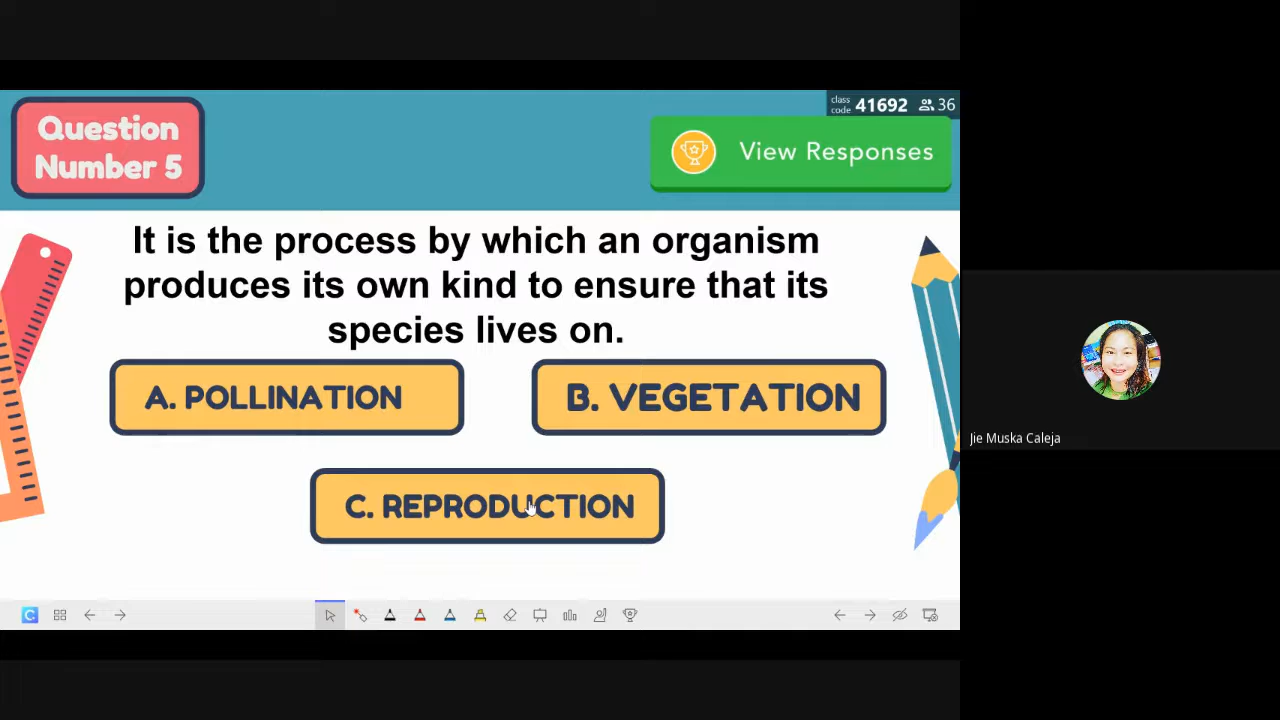 class code 41692 36
Question
Number 5
View Responses
It is the process by which an organism
produces its own kind to ensure that its
species lives on.
A. POLLINATION
B. VEGETATION
C. REPRODUCTION
Jie Muska Caleja
C